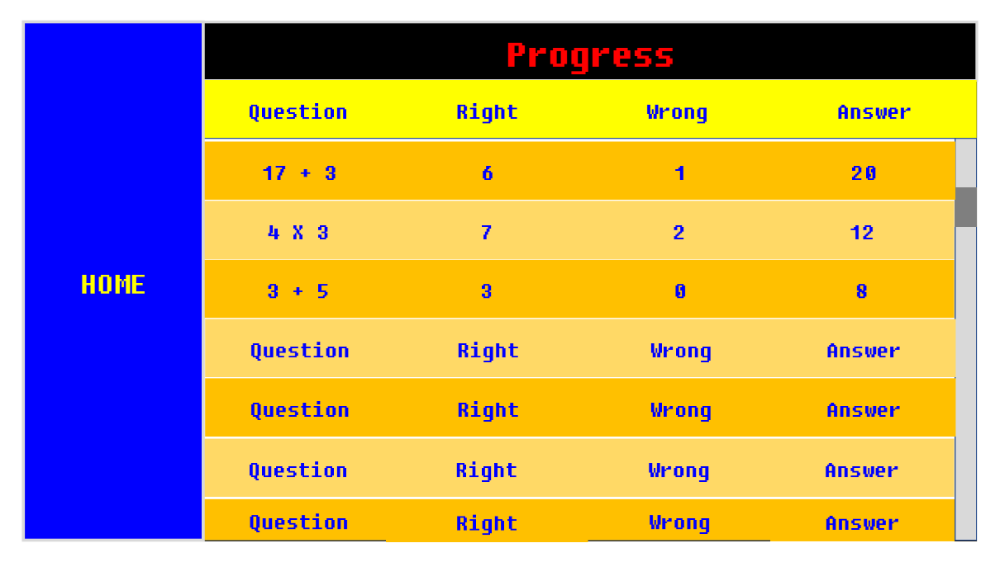 Progress
Question Right Wrong Answer
17 + 3 6 1 20
4 X 3 7 2 12
HOME
3 + 5 3 0 8
Question Right Wrong Answer
Question Right Wrong Answer
Question Right Wrong Answer
Question Right Wrong Answer